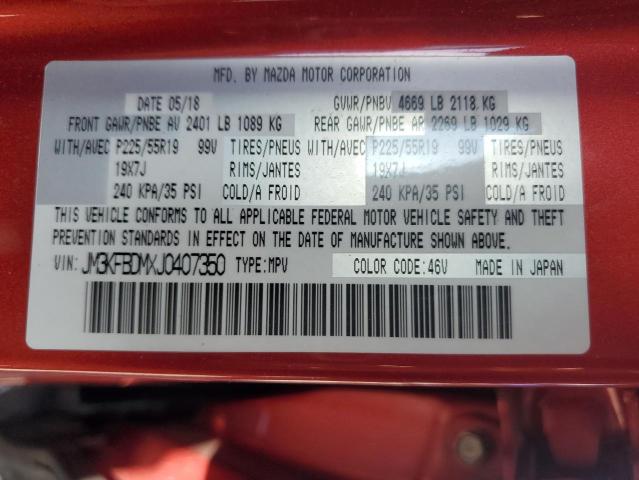 MFD. BY MAZDA MOTOR CORPORATION
DATE 05/18 GVWR/PNBV 4669 LB 2118 KG
FRONT GAWR/PNBE AV 2401 LB 1089 KG REAR GAWR/PNBE AR 2269 LB 1029 KG
WITH/AVEC P225/55R19 99V TIRES/PNEUS WITH/AVEC P225/55R19 99V TIRES/PNEUS
19X7J RIMS/JANTES 19X7J RIMS/JANTES
240 KPA/35 PSI COLD/A FROID 240 KPA/35 PSI COLD/A FROID
THIS VEHICLE CONFORMS TO ALL APPLICABLE FEDERAL MOTOR VEHICLE SAFETY AND THEFT
PREVENTION STANDARDS IN EFFECT ON THE DATE OF MANUFACTURE SHOWN ABOVE.
VIN: JM3KFBDMXJ0407350 TYPE:MPV COLOR CODE:46V MADE IN JAPAN